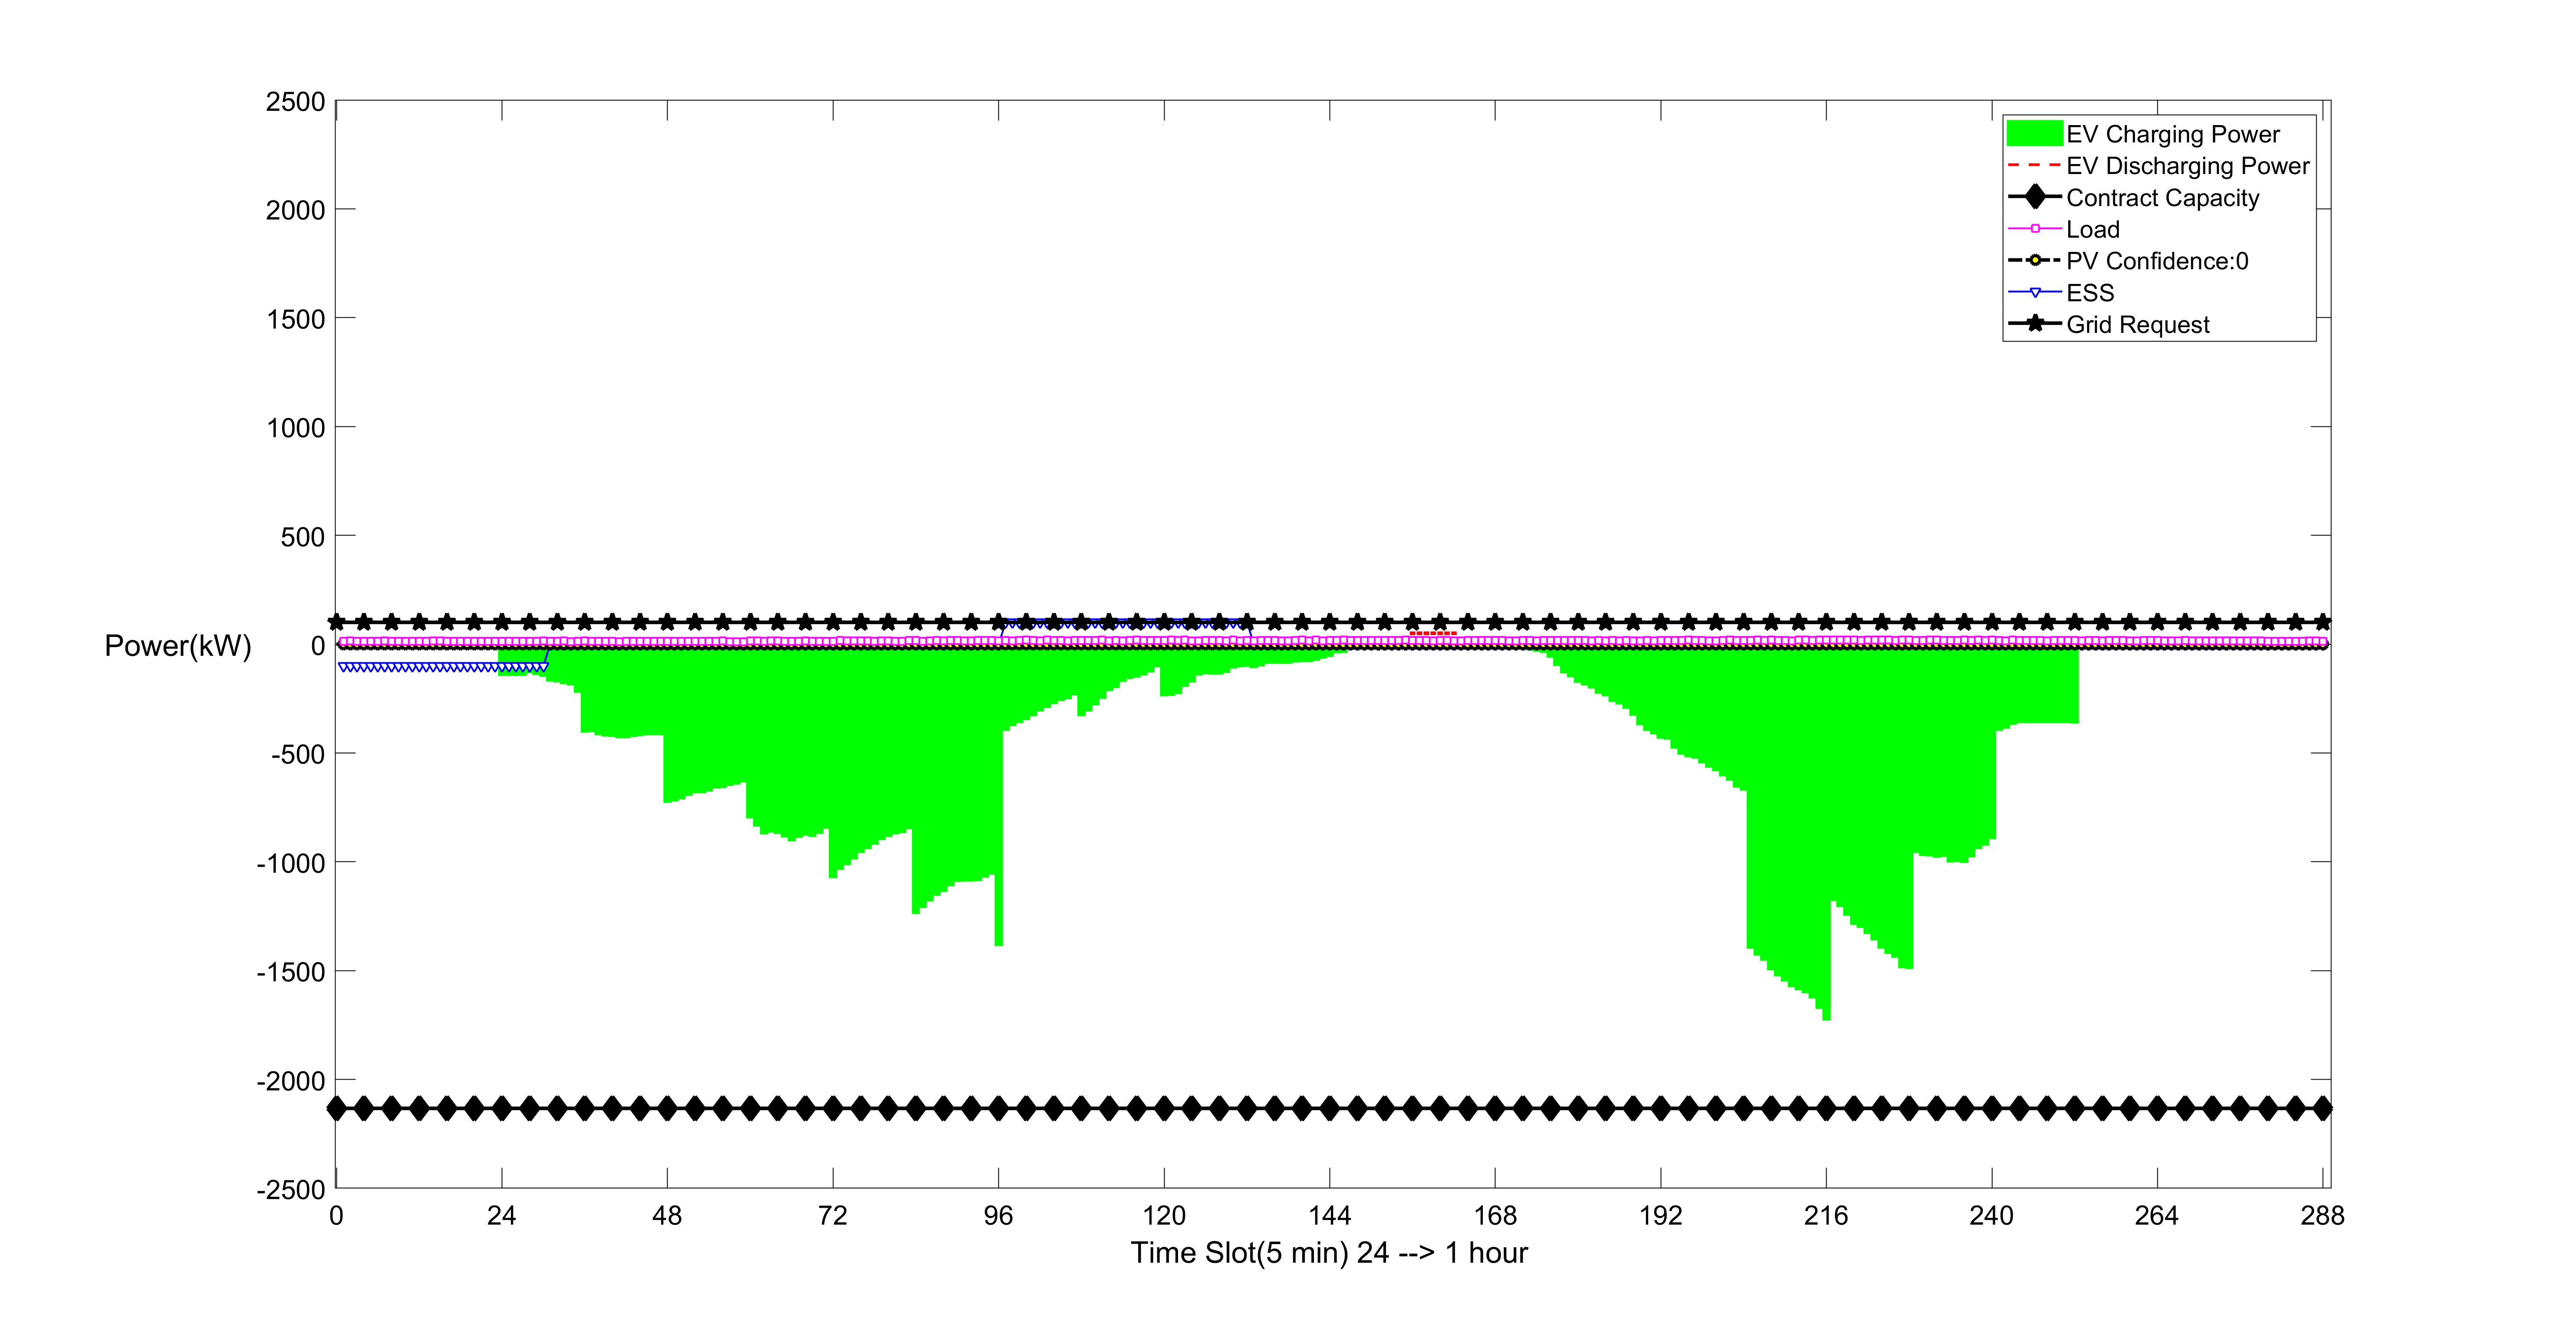 2500
2000
1500
1000
500
0
-500
-1000
-1500
-2000
-2500
Power(kW)
EV Charging Power
EV Discharging Power
Contract Capacity
Load
PV Confidence:0
ESS
Grid Request
0 24 48 72 96 120 144 168 192 216 240 264 288
Time Slot(5 min) 24 --> 1 hour